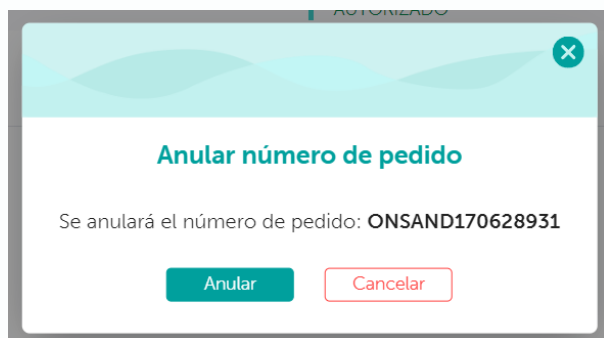 AUTORIZADO
Anular número de pedido
Se anulará el número de pedido: ONSAND170628931
Anular
Cancelar